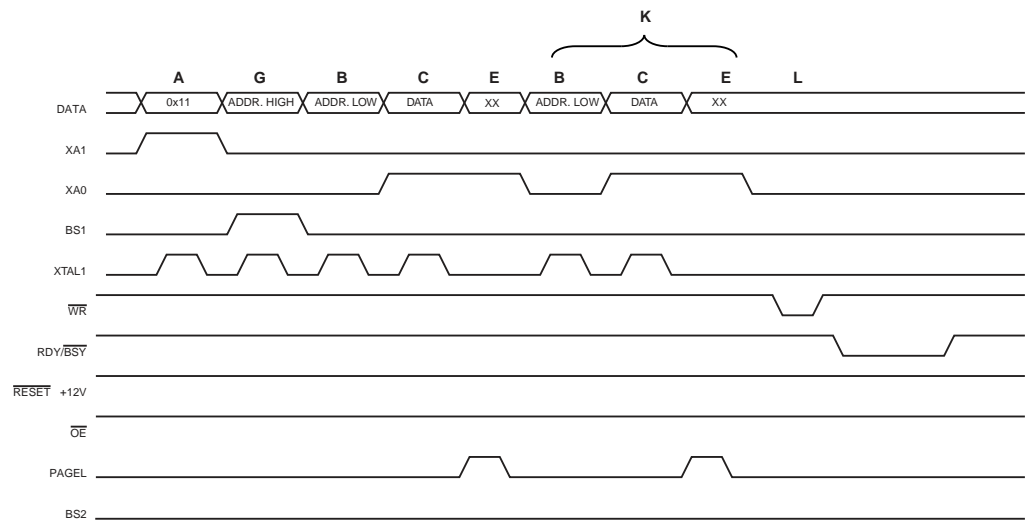 K
A G B C E B C E L
DATA 0x11 ADDR. HIGH ADDR. LOW DATA XX ADDR. LOW DATA XX
XA1
XA0
BS1
XTAL1
WR
RDY/BSY
RESET +12V
OE
PAGEL
BS2